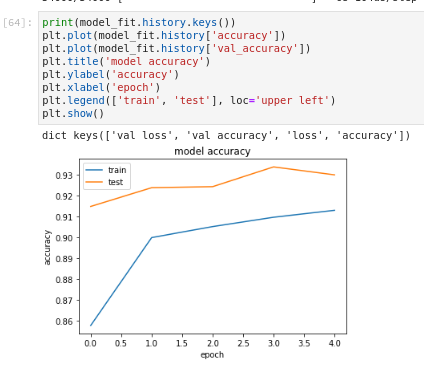 [64]: print(model_fit.history.keys())
plt.plot(model_fit.history['accuracy'])
plt.plot(model_fit.history['val_accuracy'])
plt.title('model accuracy')
plt.ylabel('accuracy')
plt.xlabel('epoch')
plt.legend(['train', 'test'], loc='upper left')
plt.show()
dict keys(['val loss', 'val accuracy', 'loss', 'accuracy'])
model accuracy
train
test
0.93
0.92
0.91
0.90
0.89
0.88
0.87
0.86
accuracy
0.0 0.5 1.0 1.5 2.0 2.5 3.0 3.5 4.0
epoch